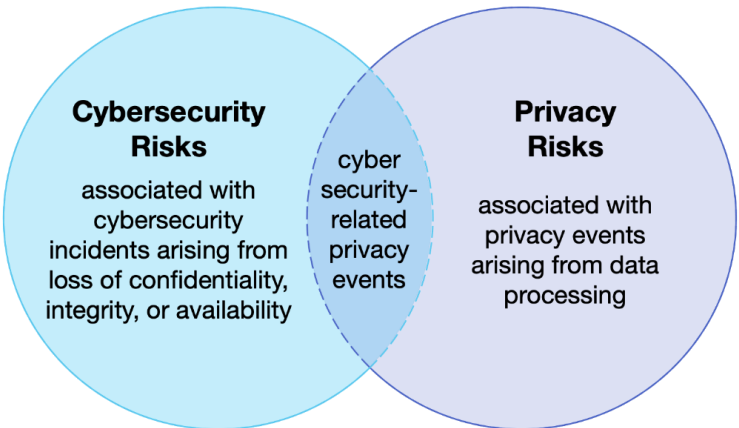 Cybersecurity
Risks
associated with
cybersecurity
incidents arising from
loss of confidentiality,
integrity, or availability
cyber
security-
related
privacy
events
Privacy
Risks
associated with
privacy events
arising from data
processing